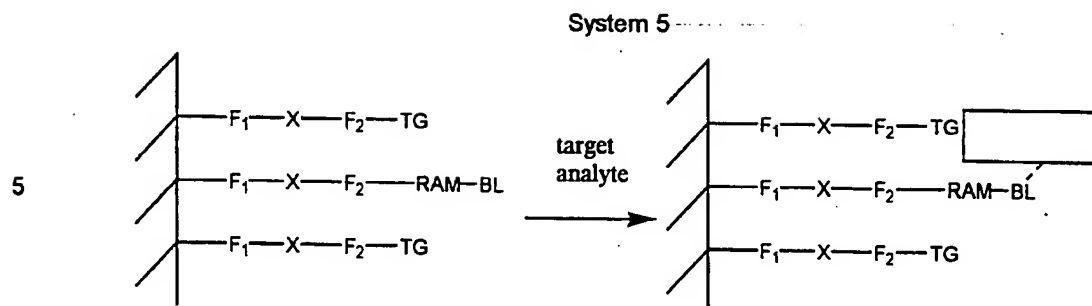 System 5
F₁—X—F₂—TG
F₁—X—F₂—TG
target
analyte
5
F₁—X—F₂—RAM—BL
F₁—X—F₂—RAM—BL
F₁—X—F₂—TG
F₁—X—F₂—TG